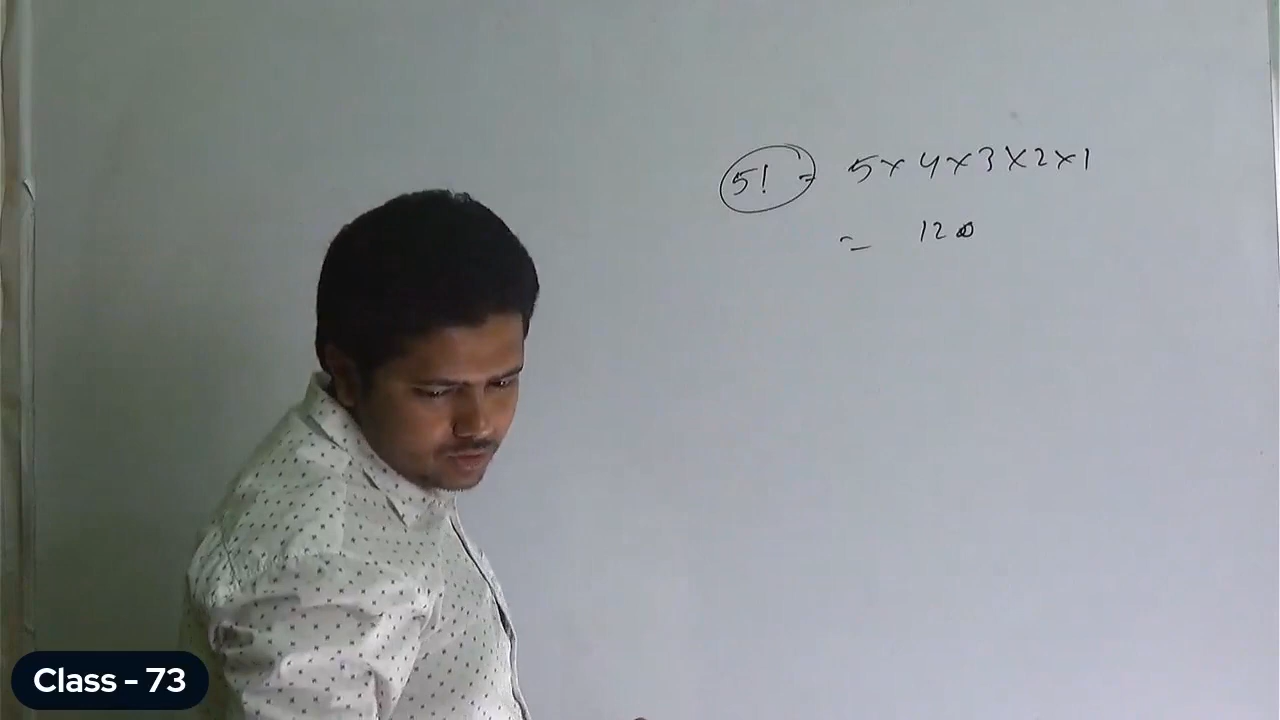 5! = 5 × 4 × 3 × 2 × 1
= 120
Class - 73